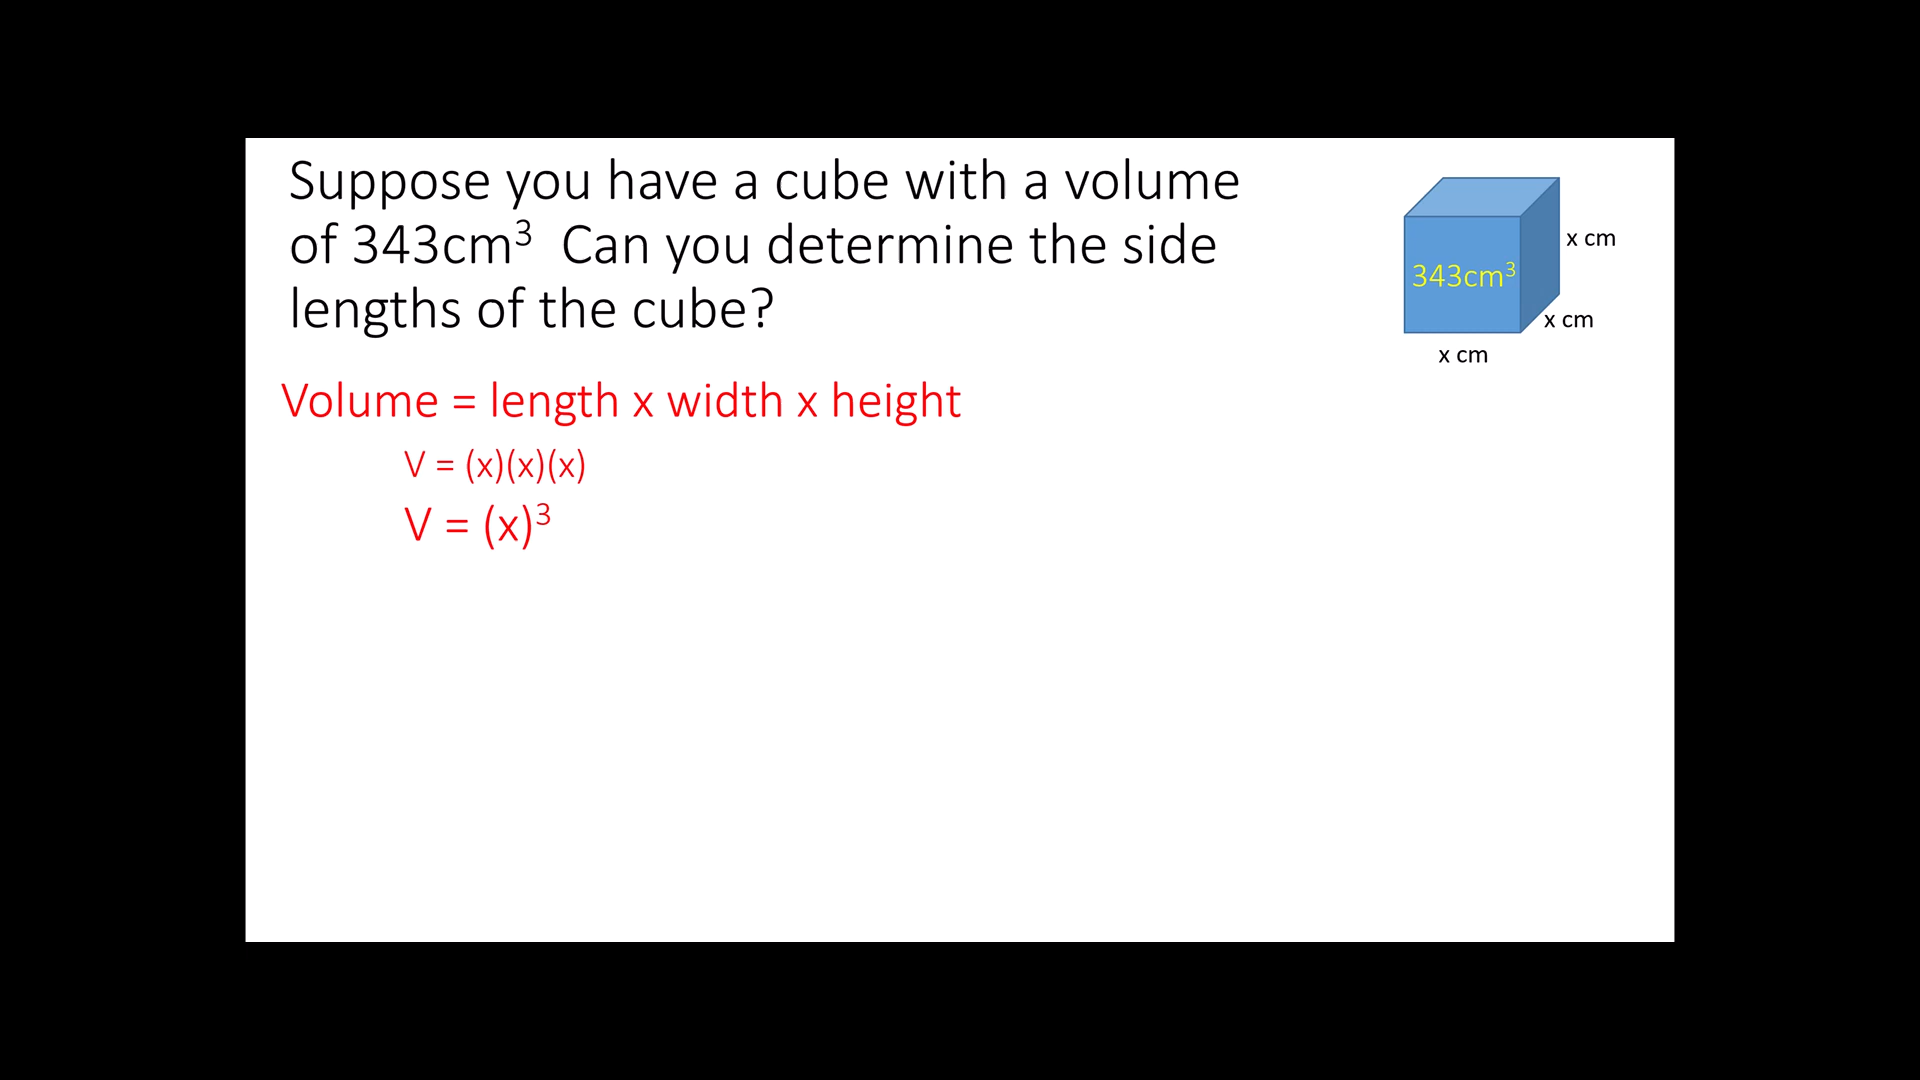 Suppose you have a cube with a volume
of 343cm³  Can you determine the side
lengths of the cube?
x cm
343cm³
x cm
x cm
Volume = length x width x height
V = (x)(x)(x)
V = (x)³